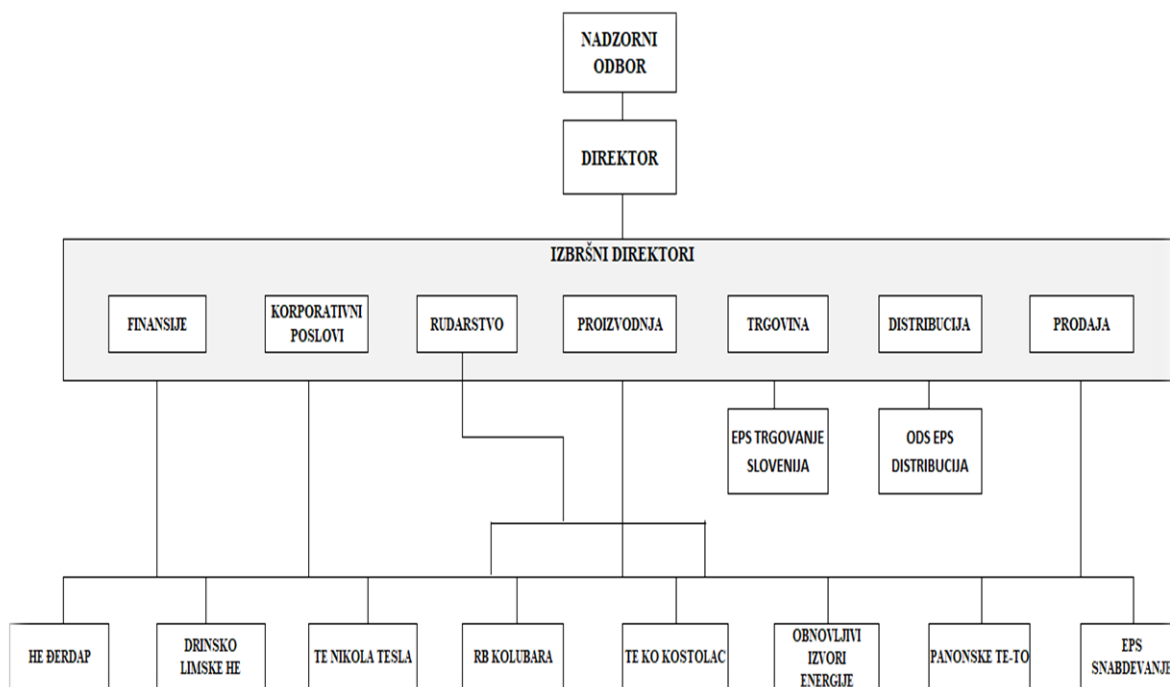 NADZORNI
ODBOR
DIREKTOR
IZBRŠNI DIREKTORI
FINANSIJE
KORPORATIVNI
POSLOVI
RUDARSTVO
PROIZVODNJA
TRGOVINA
DISTRIBUCIJA
PRODAJA
EPS TRGOVANJE
SLOVENIJA
ODS EPS
DISTRIBUCIJA
HE ĐERDAP
DRINSKO
LIMSKE HE
TE NIKOLA TESLA
RB KOLUBARA
TE KO KOSTOLAC
OBNOVLJIVI
IZVORI
ENERGIJE
PANONSKE TE-TO
EPS
SNABDEVANJE